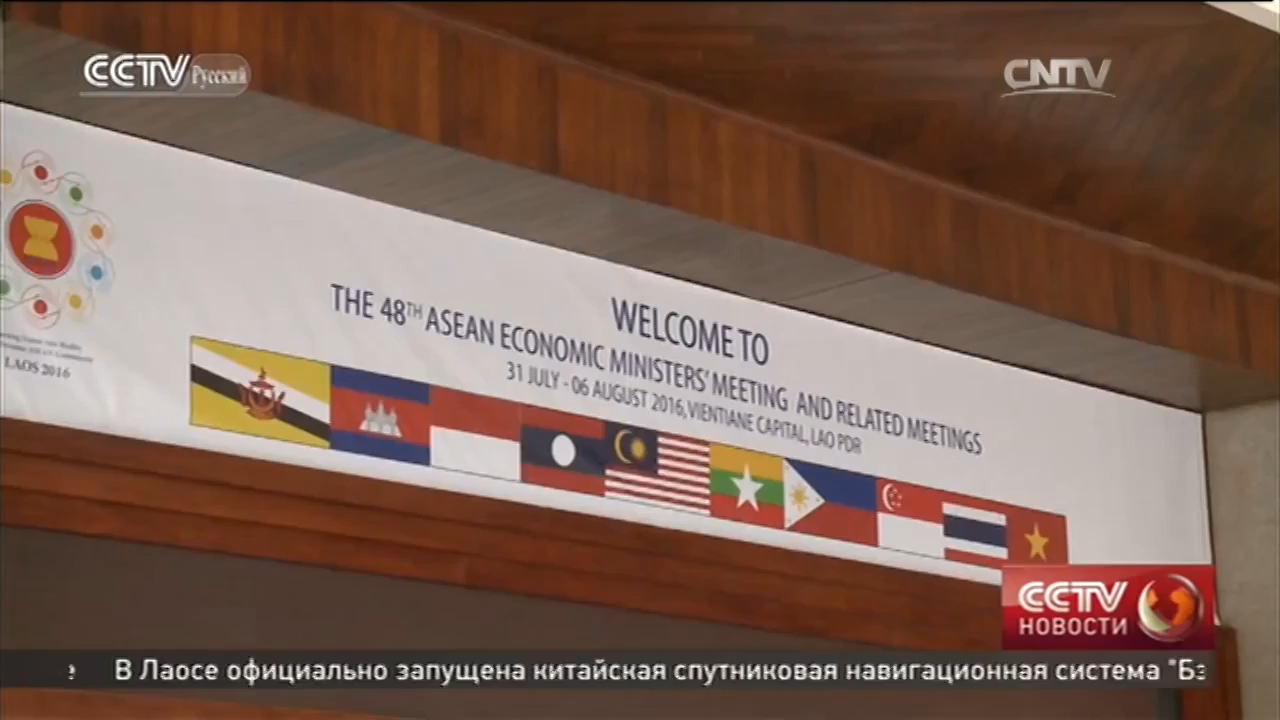 CCTV Русский
CNTV
WELCOME TO
THE 48TH ASEAN ECONOMIC MINISTERS' MEETING AND RELATED MEETINGS
31 JULY - 06 AUGUST 2016, VIENTIANE CAPITAL, LAO PDR
LAOS 2016
CCTV
НОВОСТИ
В Лаосе официально запущена китайская спутниковая навигационная система "Бэ